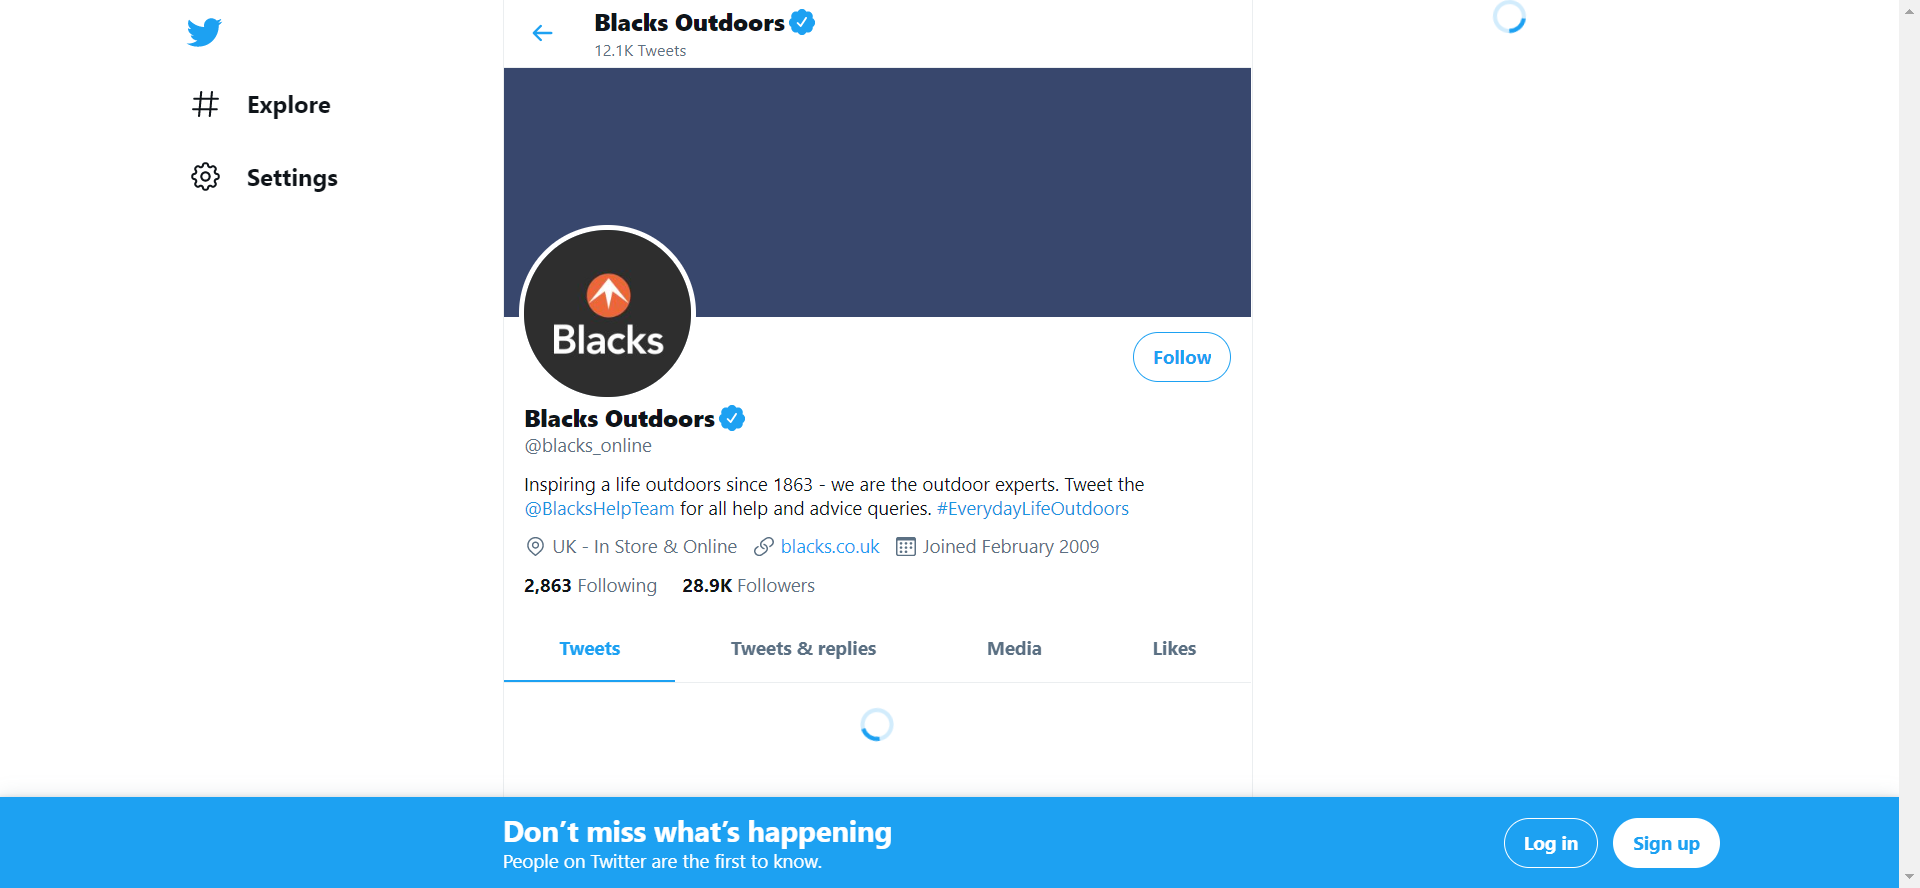 Blacks Outdoors
12.1K Tweets
Explore
Settings
Blacks
Follow
Blacks Outdoors
@blacks_online
Inspiring a life outdoors since 1863 - we are the outdoor experts. Tweet the
@BlacksHelpTeam for all help and advice queries. #EverydayLifeOutdoors
UK - In Store & Online blacks.co.uk Joined February 2009
2,863 Following 28.9K Followers
Tweets Tweets & replies Media Likes
Don’t miss what’s happening
People on Twitter are the first to know.
Log in Sign up